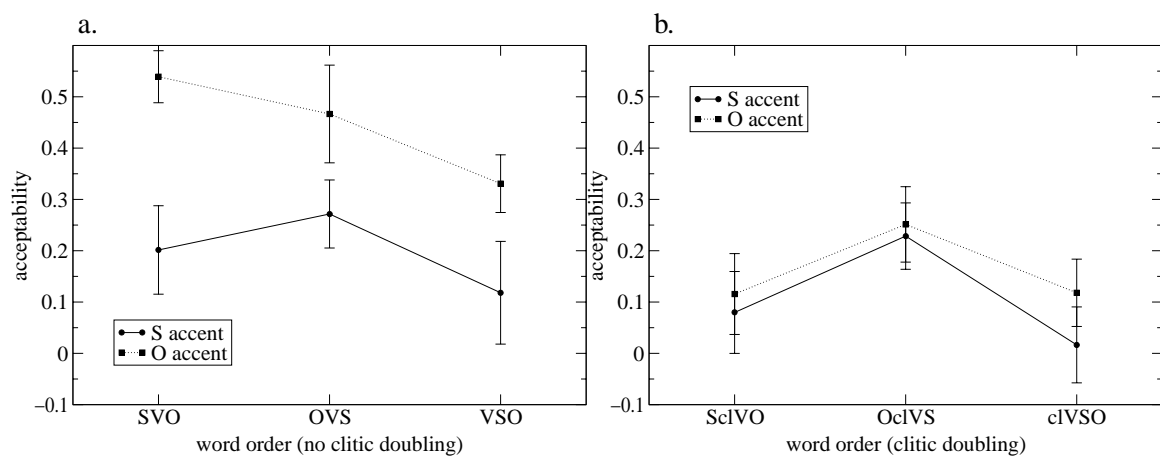 a.
0.5
0.4
0.3
0.2
0.1
0
−0.1
acceptability
S accent
O accent
SVO OVS VSO
word order (no clitic doubling)
b.
0.5
0.4
0.3
0.2
0.1
0
−0.1
acceptability
S accent
O accent
SclVO OclVS clVSO
word order (clitic doubling)